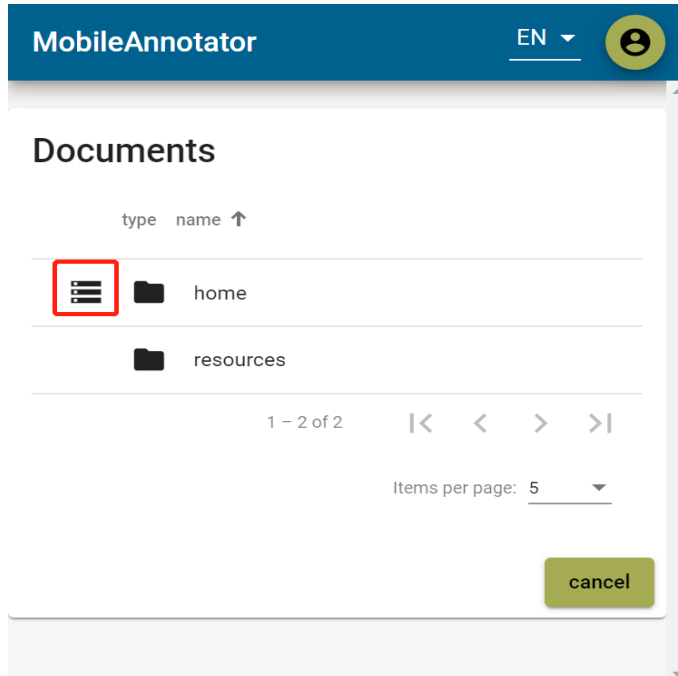 MobileAnnotator EN
Documents
type name
home
resources
1 – 2 of 2
Items per page: 5
cancel